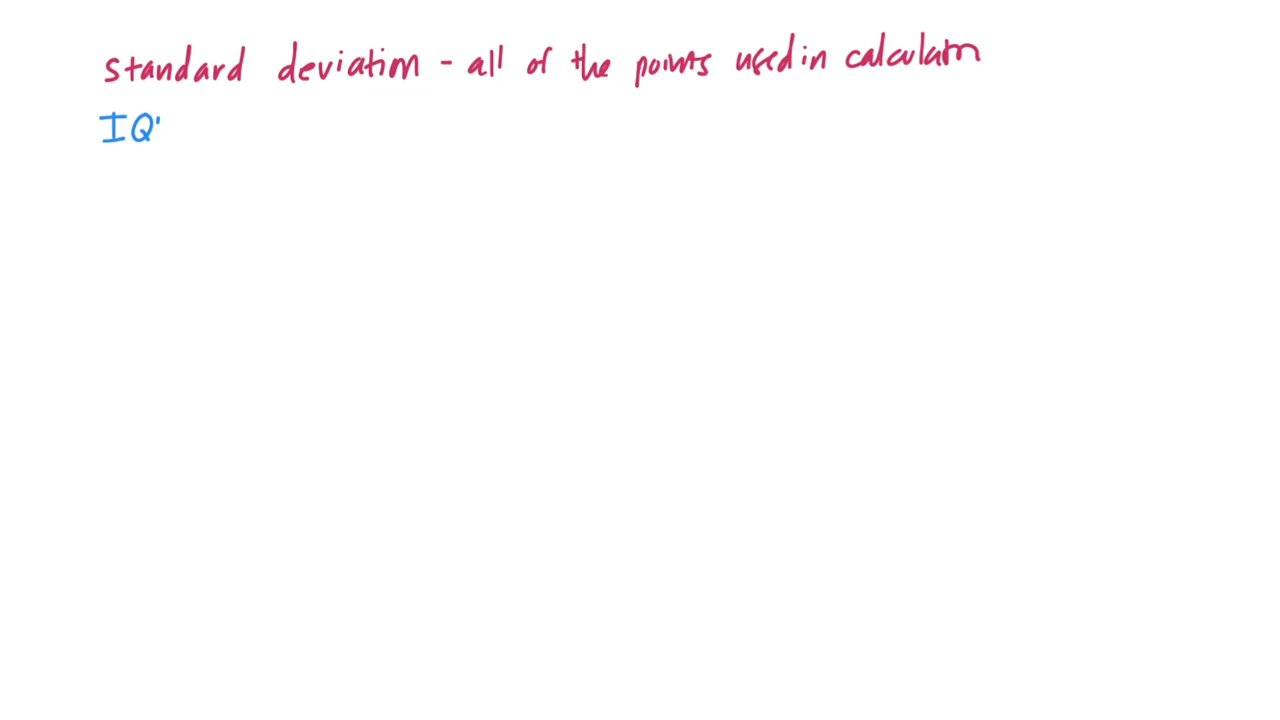 standard deviation - all of the points used in calculation
IQ